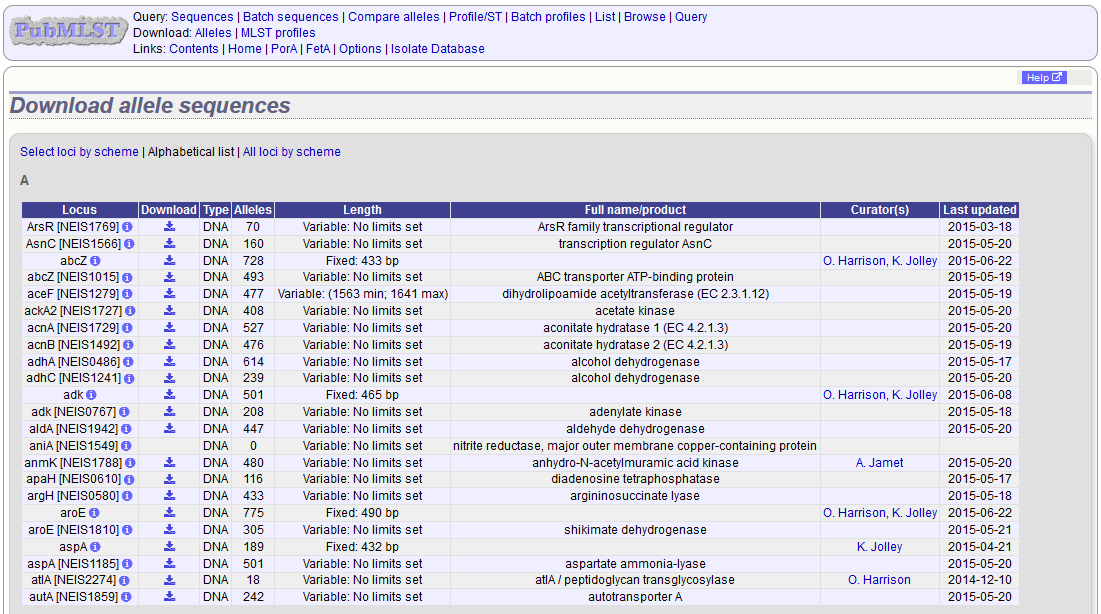 PubMLST
Query: Sequences | Batch sequences | Compare alleles | Profile/ST | Batch profiles | List | Browse | Query
Download: Alleles | MLST profiles
Links: Contents | Home | PorA | FetA | Options | Isolate Database
Help
Download allele sequences
Select loci by scheme | Alphabetical list | All loci by scheme
A
Locus Download Type Alleles Length Full name/product Curator(s) Last updated
ArsR [NEIS1769] DNA 70 Variable: No limits set ArsR family transcriptional regulator 2015-03-18
AsnC [NEIS1566] DNA 160 Variable: No limits set transcription regulator AsnC 2015-05-20
abcZ DNA 728 Fixed: 433 bp O. Harrison, K. Jolley 2015-06-22
abcZ [NEIS1015] DNA 493 Variable: No limits set ABC transporter ATP-binding protein 2015-05-19
aceF [NEIS1279] DNA 477 Variable: (1563 min; 1641 max) dihydrolipoamide acetyltransferase (EC 2.3.1.12) 2015-05-19
ackA2 [NEIS1727] DNA 408 Variable: No limits set acetate kinase 2015-05-20
acnA [NEIS1729] DNA 527 Variable: No limits set aconitate hydratase 1 (EC 4.2.1.3) 2015-05-20
acnB [NEIS1492] DNA 476 Variable: No limits set aconitate hydratase 2 (EC 4.2.1.3) 2015-05-19
adhA [NEIS0486] DNA 614 Variable: No limits set alcohol dehydrogenase 2015-05-17
adhC [NEIS1241] DNA 239 Variable: No limits set alcohol dehydrogenase 2015-05-20
adk DNA 501 Fixed: 465 bp O. Harrison, K. Jolley 2015-06-08
adk [NEIS0767] DNA 208 Variable: No limits set adenylate kinase 2015-05-18
aldA [NEIS1942] DNA 447 Variable: No limits set aldehyde dehydrogenase 2015-05-20
aniA [NEIS1549] DNA 0 Variable: No limits set nitrite reductase, major outer membrane copper-containing protein
anmK [NEIS1788] DNA 480 Variable: No limits set anhydro-N-acetylmuramic acid kinase A. Jamet 2015-05-20
apaH [NEIS0610] DNA 116 Variable: No limits set diadenosine tetraphosphatase 2015-05-17
argH [NEIS0580] DNA 433 Variable: No limits set argininosuccinate lyase 2015-05-18
aroE DNA 775 Fixed: 490 bp O. Harrison, K. Jolley 2015-06-22
aroE [NEIS1810] DNA 305 Variable: No limits set shikimate dehydrogenase 2015-05-21
aspA DNA 189 Fixed: 432 bp K. Jolley 2015-04-21
aspA [NEIS1185] DNA 501 Variable: No limits set aspartate ammonia-lyase 2015-05-20
atlA [NEIS2274] DNA 18 Variable: No limits set atlA / peptidoglycan transglycosylase O. Harrison 2014-12-10
autA [NEIS1859] DNA 242 Variable: No limits set autotransporter A 2015-05-20